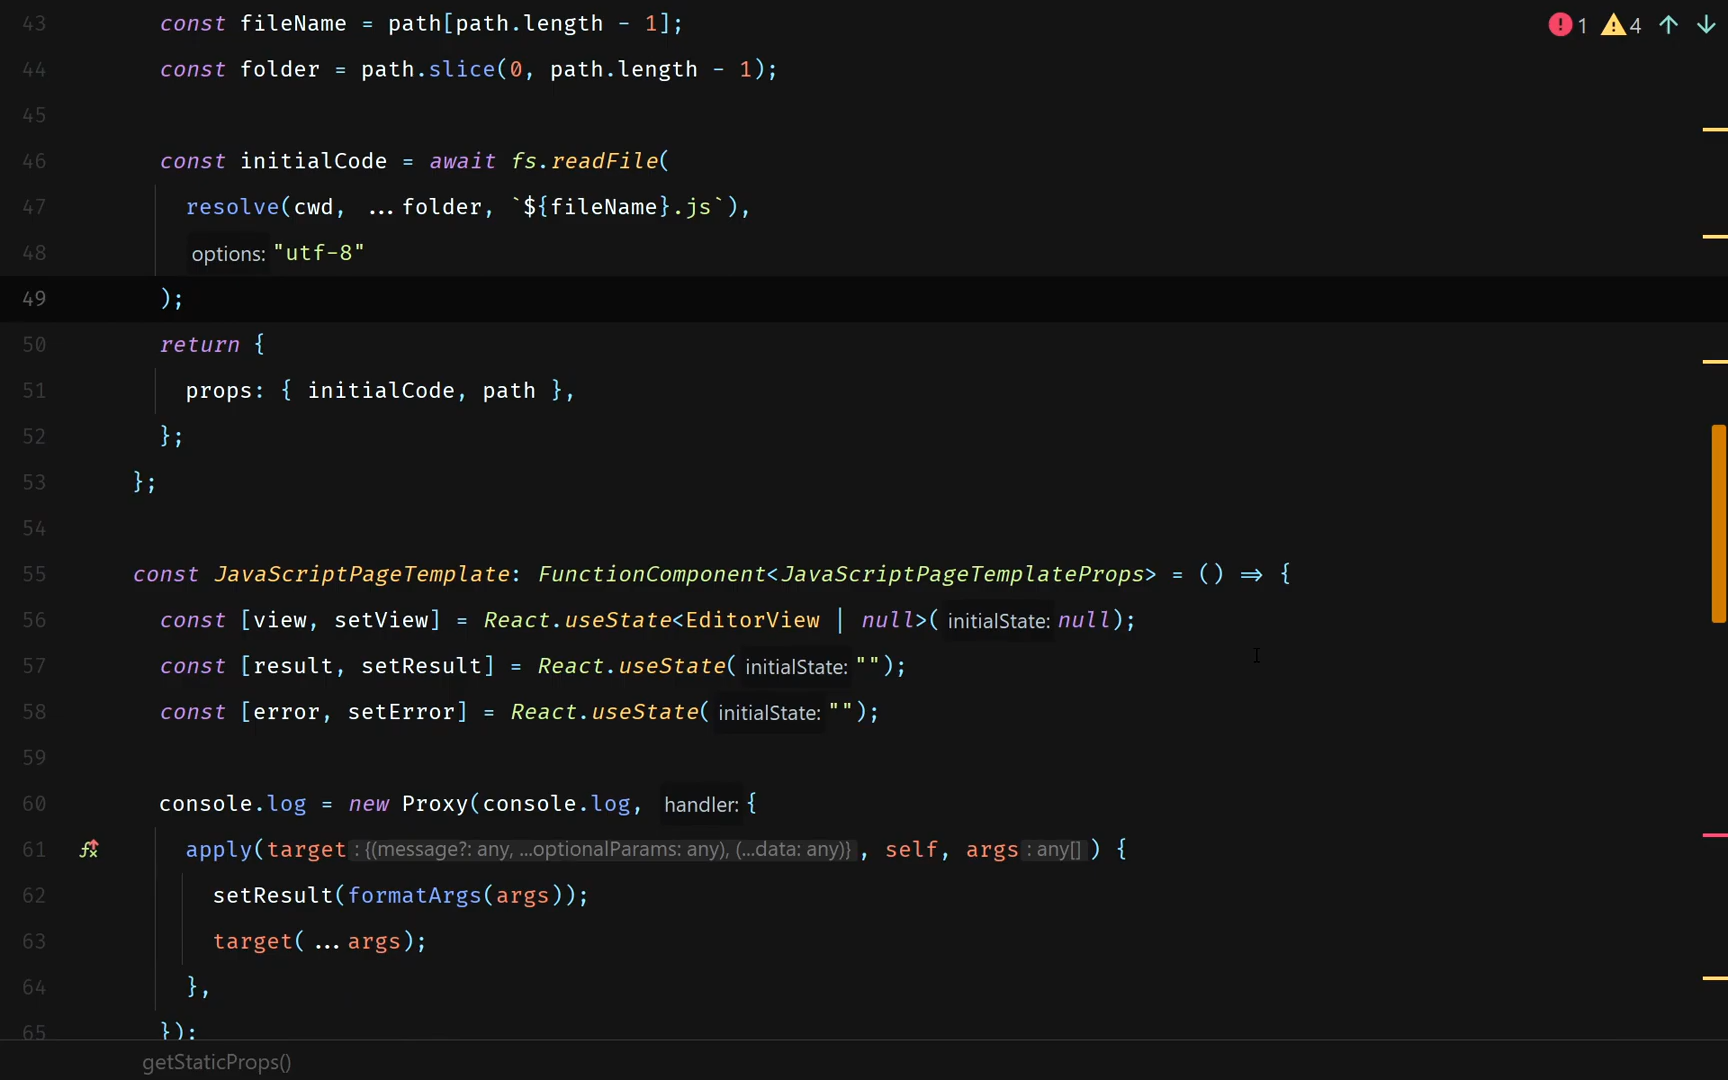 43 const fileName = path[path.length - 1];
1 4 ↑ ↓
44 const folder = path.slice(0, path.length - 1);
45
46 const initialCode = await fs.readFile(
47 resolve(cwd, ...folder, `${fileName}.js`),
48 options: "utf-8"
49 );
50 return {
51 props: { initialCode, path },
52 };
53 };
54
55 const JavaScriptPageTemplate: FunctionComponent<JavaScriptPageTemplateProps> = () => {
56 const [view, setView] = React.useState<EditorView | null>( initialState: null);
57 const [result, setResult] = React.useState( initialState: "");
58 const [error, setError] = React.useState( initialState: "");
59
60 console.log = new Proxy(console.log, handler: {
61 apply(target : {(message?: any, ...optionalParams: any), (...data: any)} , self, args : any[] ) {
62 setResult(formatArgs(args));
63 target( ...args);
64 },
65 });
getStaticProps()